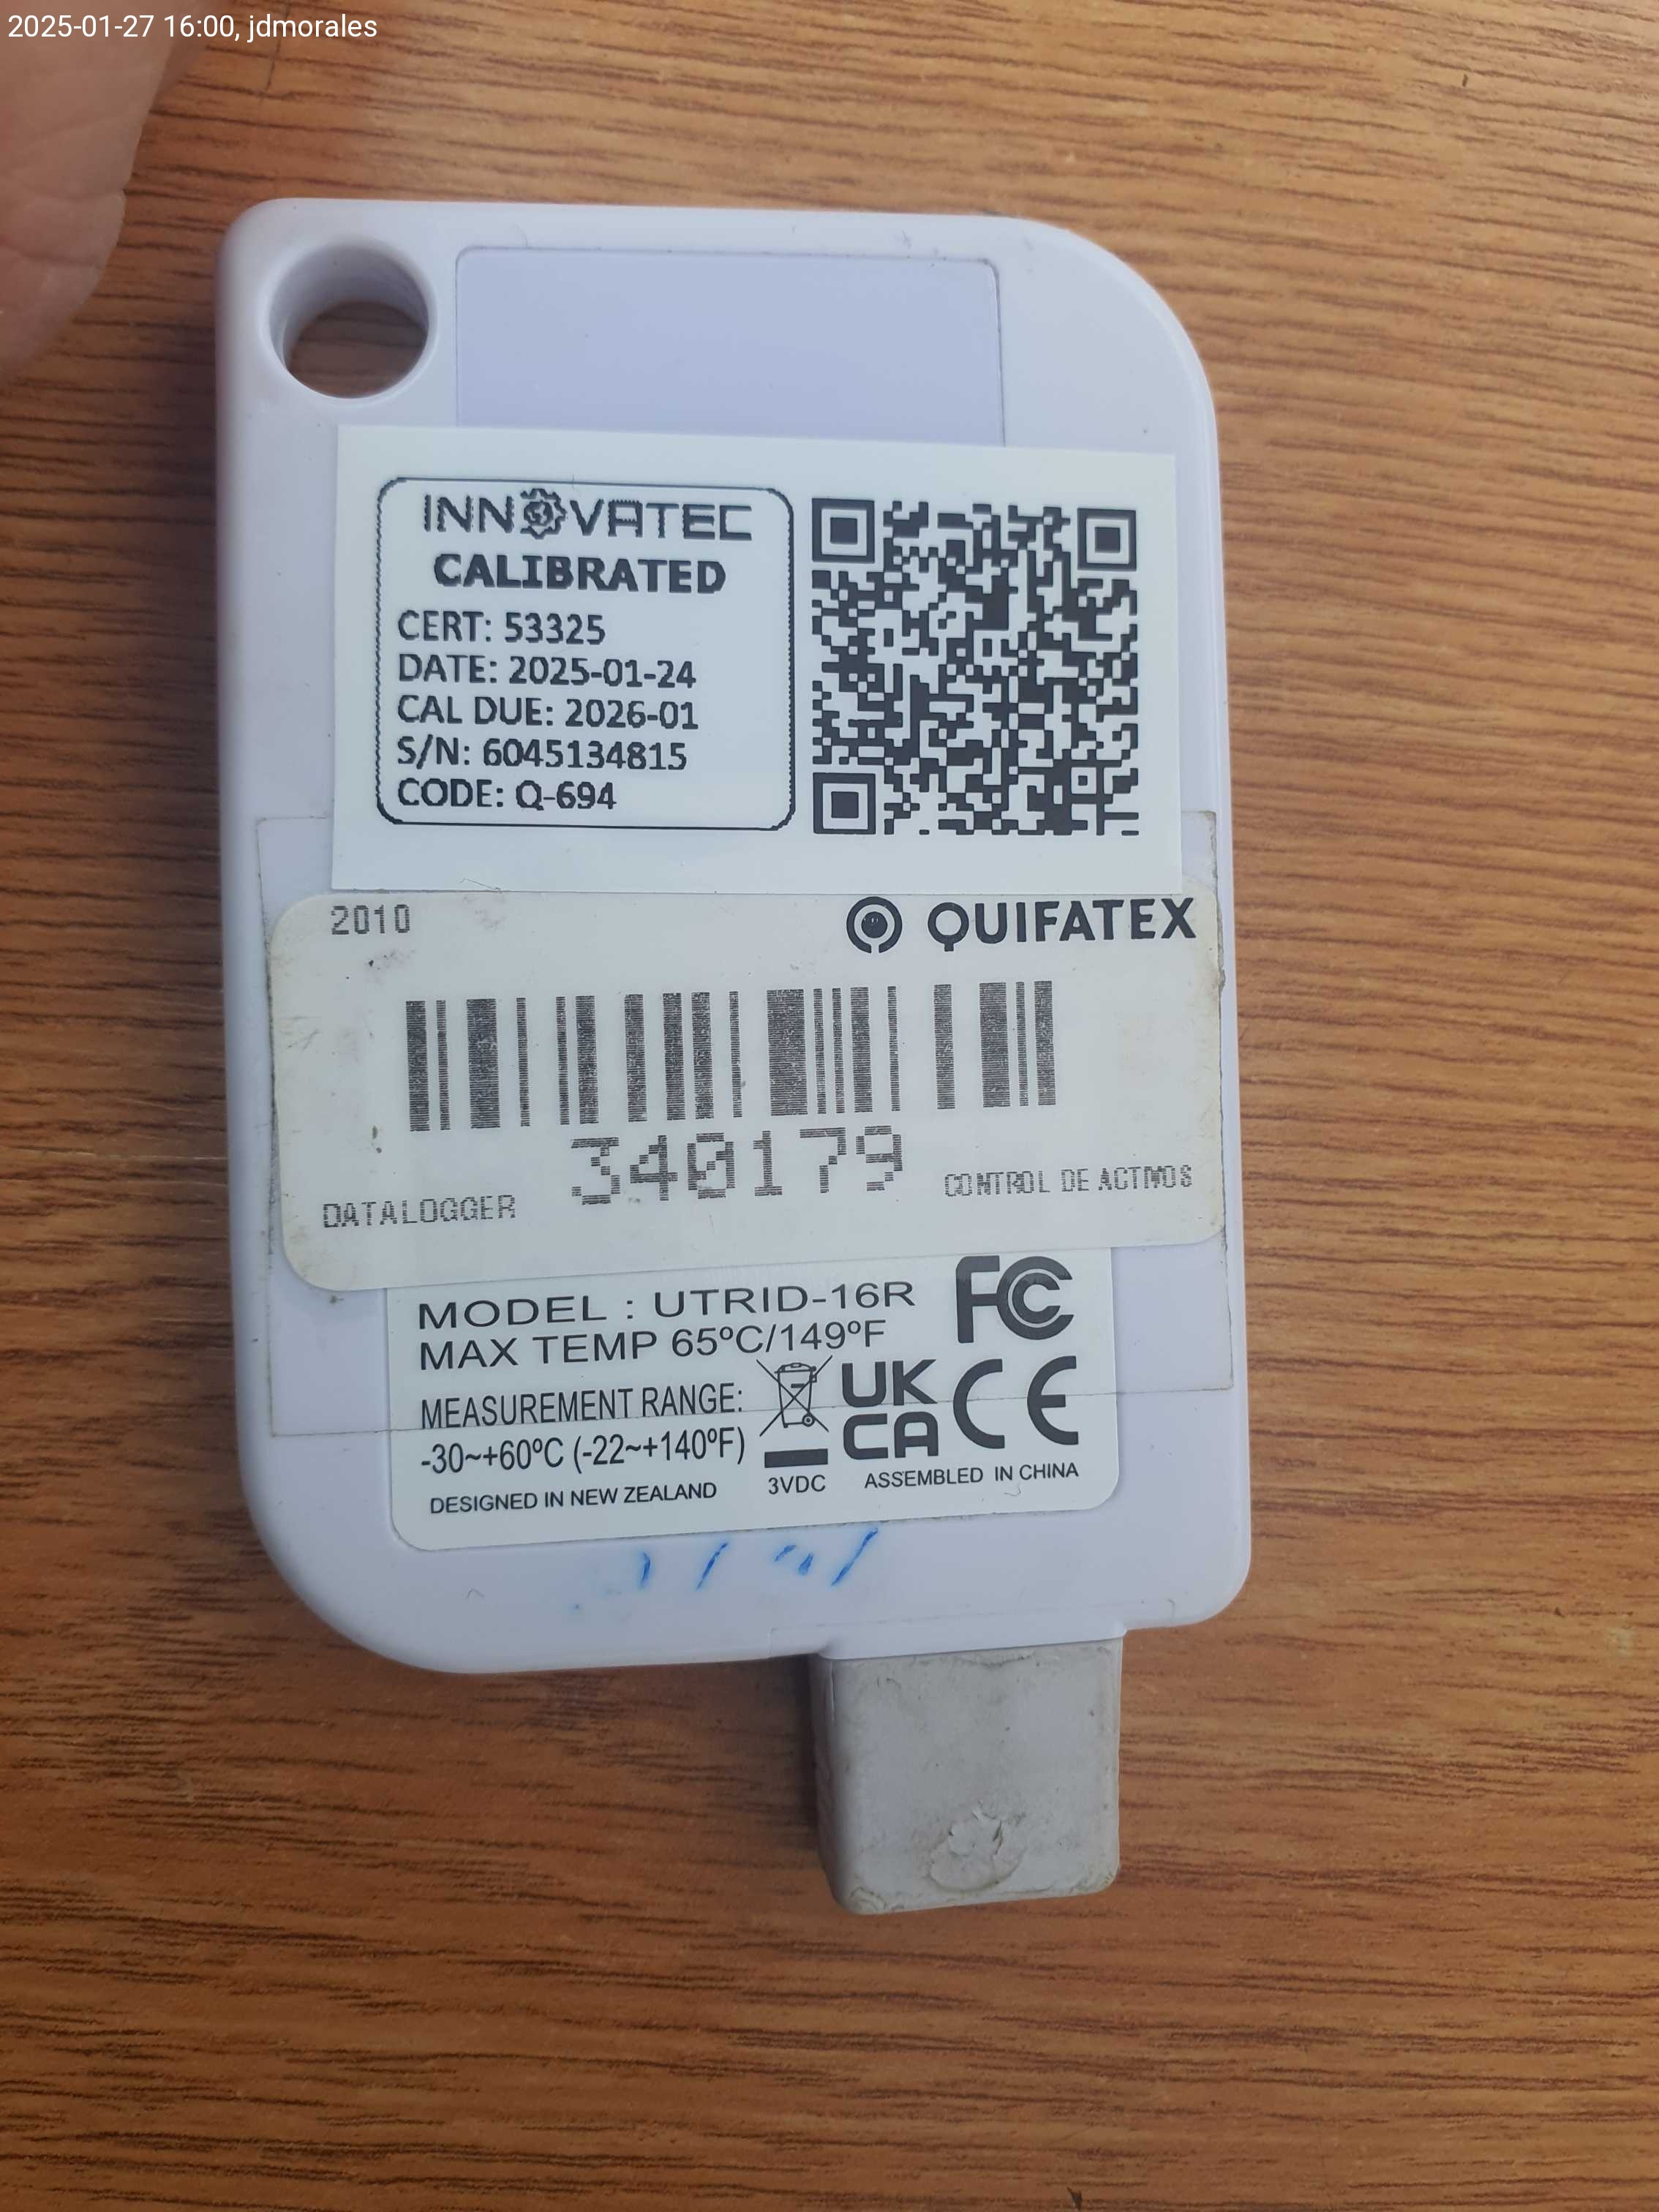 2025-01-27 16:00, jdmorales
INNOVATEC
CALIBRATED
CERT: 53325
DATE: 2025-01-24
CAL DUE: 2026-01
S/N: 6045134815
CODE: Q-694
2010
QUIFATEX
340179
DATALOGGER
CONTROL DE ACTIVOS
MODEL : UTRID-16R
FC
MAX TEMP 65ºC/149ºF
MEASUREMENT RANGE:
-30~+60ºC (-22~+140ºF)
UK
CA
CE
DESIGNED IN NEW ZEALAND
3VDC
ASSEMBLED IN CHINA